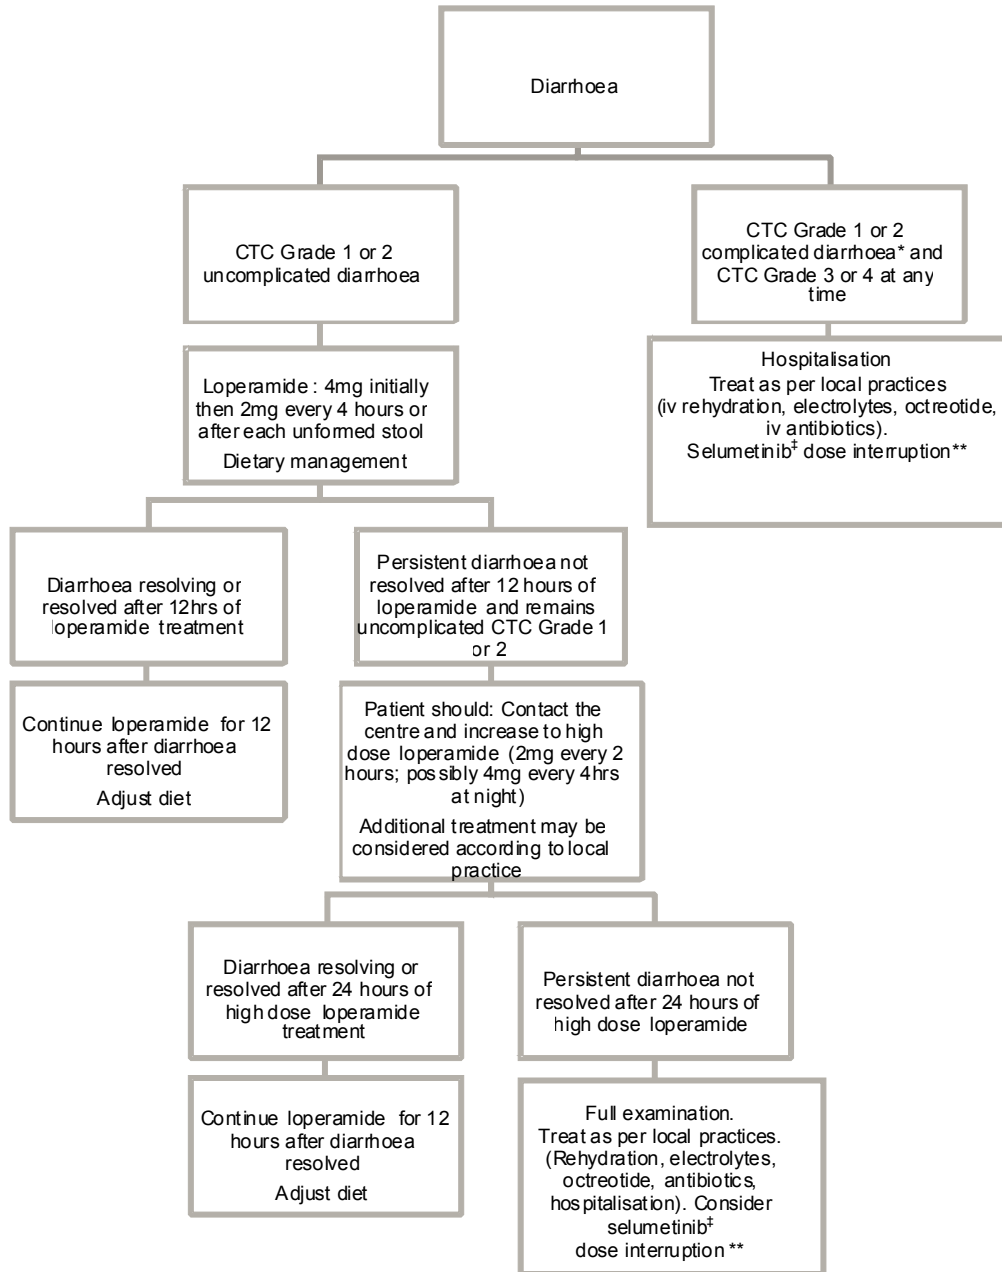 Diarrhoea
CTC Grade 1 or 2
uncomplicated diarrhoea
CTC Grade 1 or 2
complicated diarrhoea* and
CTC Grade 3 or 4 at any
time
Loperamide : 4mg initially
then 2mg every 4 hours or
after each unformed stool
Dietary management
Hospitalisation
Treat as per local practices
(iv rehydration, electrolytes, octreotide,
iv antibiotics).
Selumetinib‡ dose interruption**
Diarrhoea resolving or
resolved after 12hrs of
loperamide treatment
Persistent diarrhoea not
resolved after 12 hours of
loperamide and remains
uncomplicated CTC Grade 1
or 2
Continue loperamide for 12
hours after diarrhoea
resolved
Adjust diet
Patient should: Contact the
centre and increase to high
dose loperamide (2mg every 2
hours; possibly 4mg every 4hrs
at night)
Additional treatment may be
considered according to local
practice
Diarrhoea resolving or
resolved after 24 hours of
high dose loperamide
treatment
Persistent diarrhoea not
resolved after 24 hours of
high dose loperamide
Continue loperamide for 12
hours after diarrhoea
resolved
Adjust diet
Full examination.
Treat as per local practices.
(Rehydration, electrolytes,
octreotide, antibiotics,
hospitalisation). Consider
selumetinib‡
dose interruption **